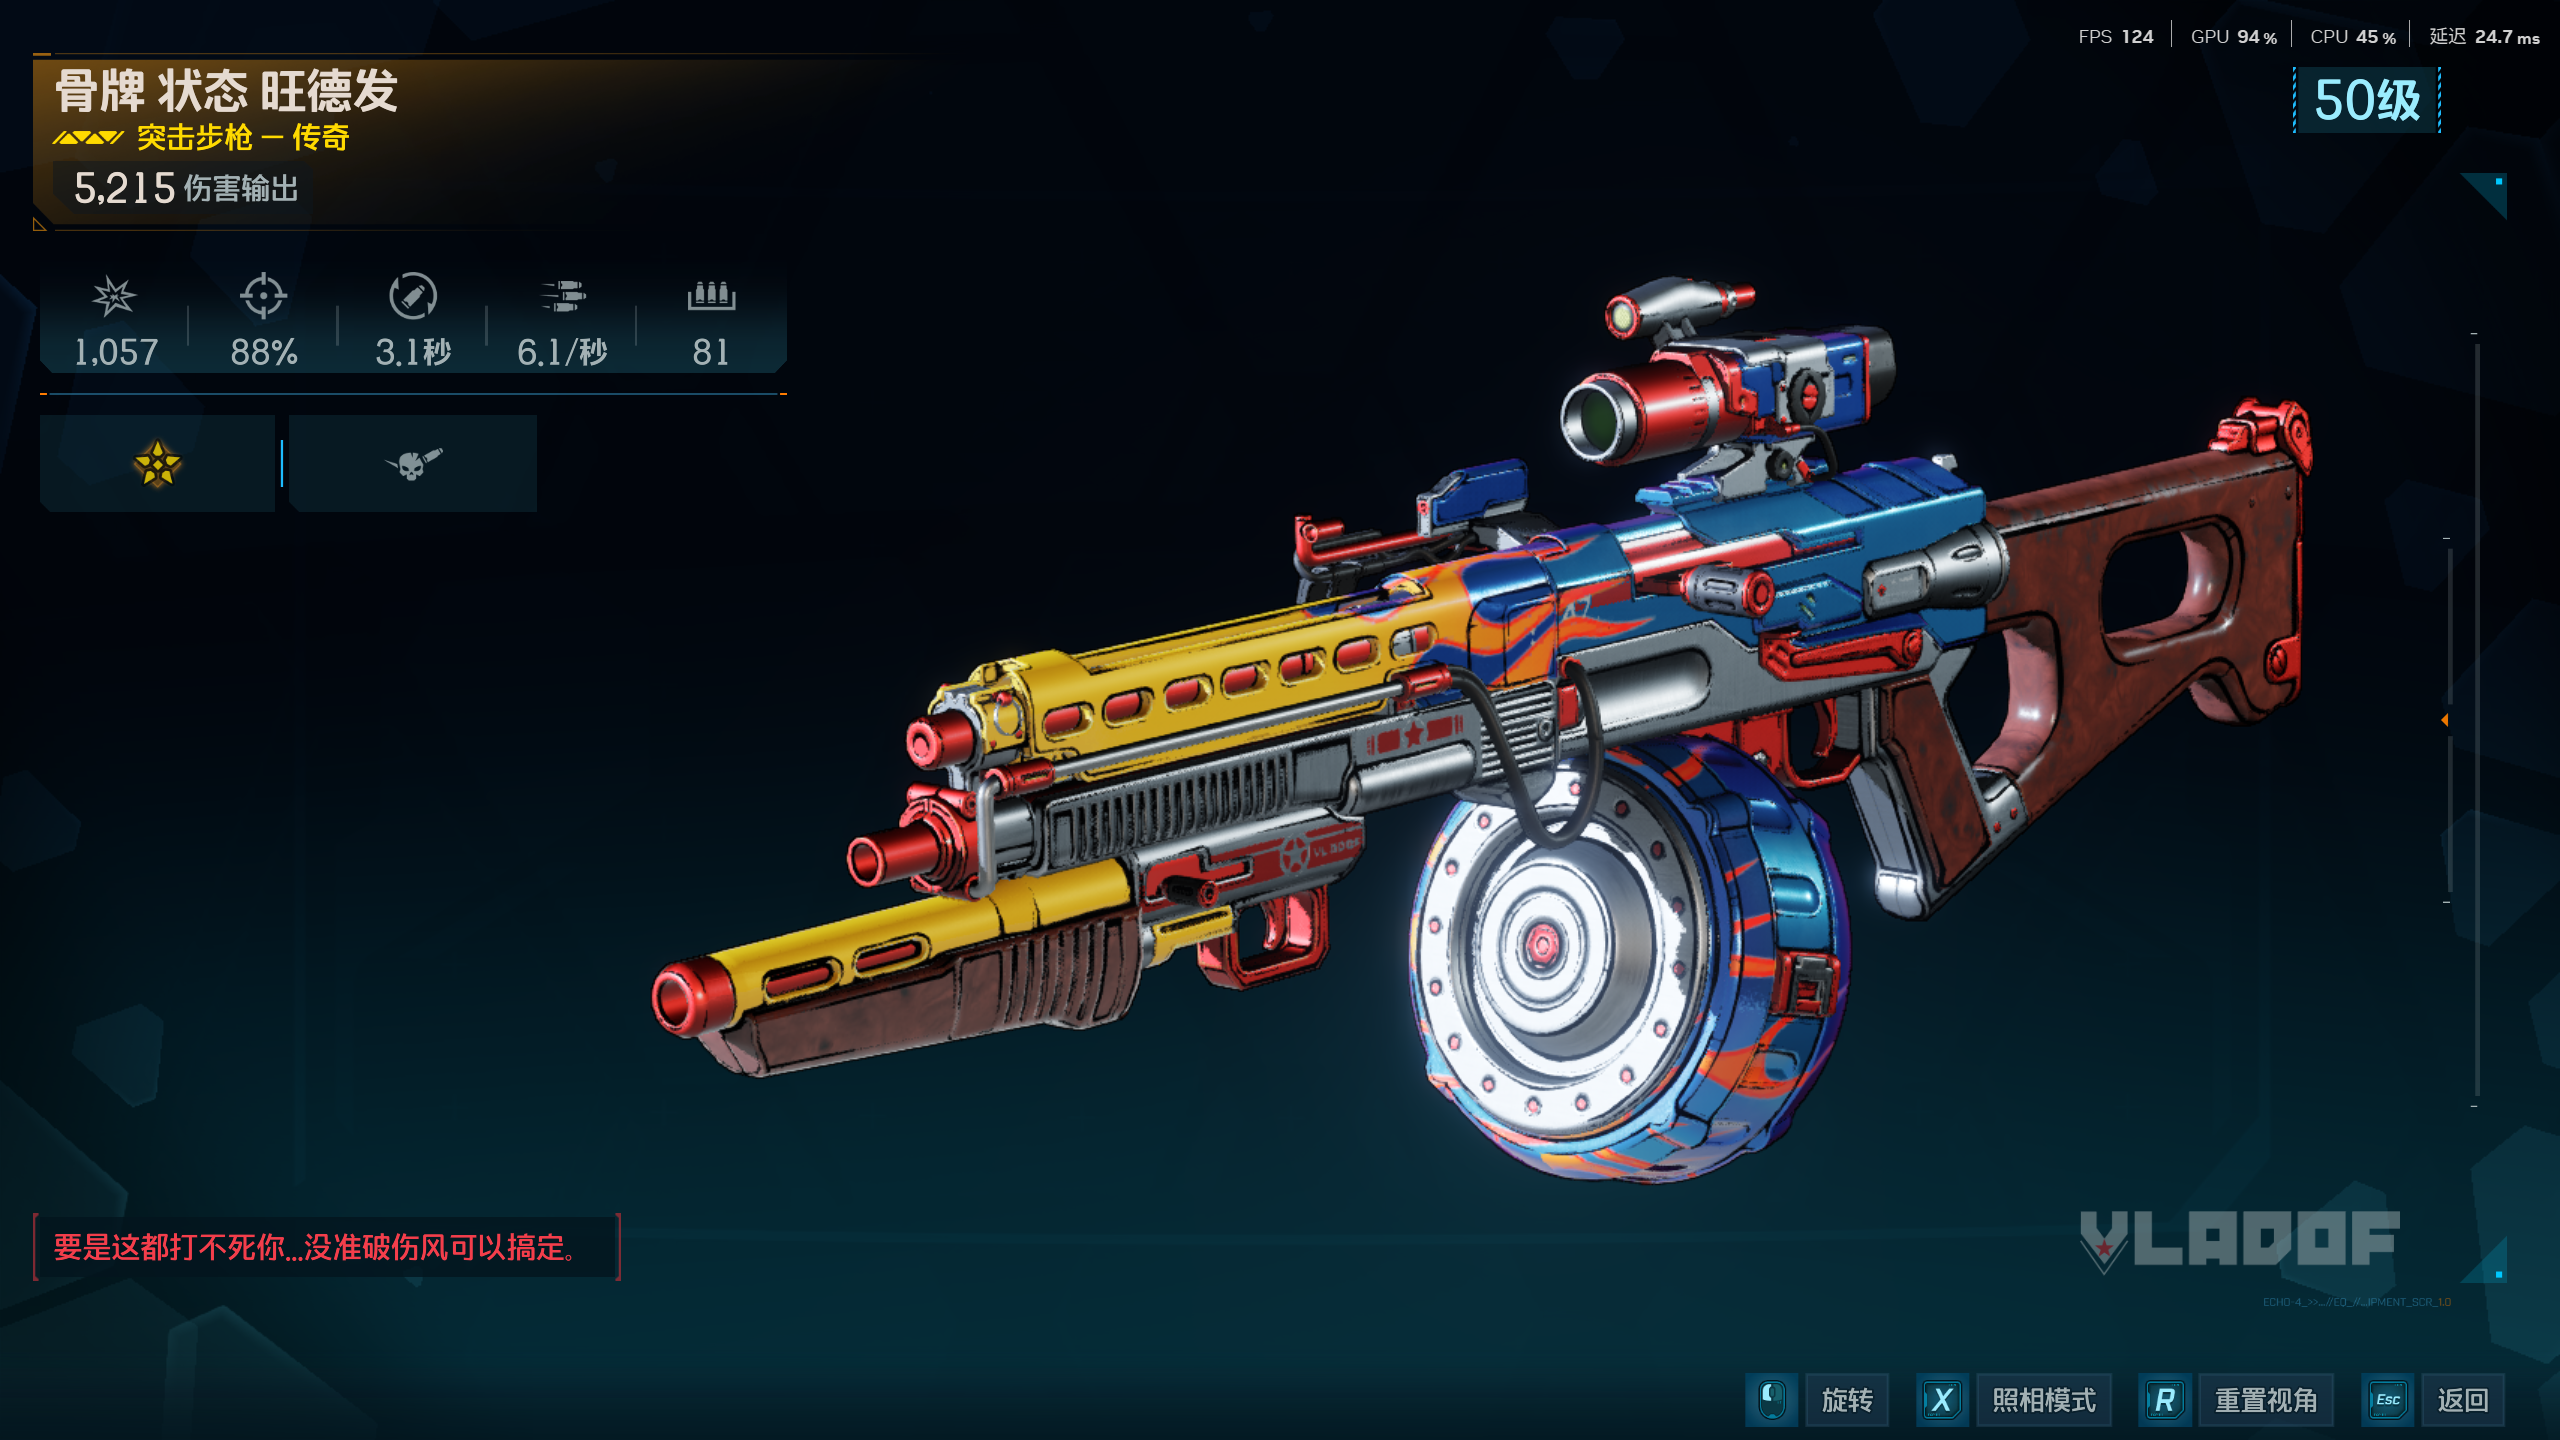 FPS 124 GPU 94 % CPU 45 % 延迟 24.7 ms
骨牌 状态 旺德发
50级
突击步枪 — 传奇
5,215 伤害输出
1,057 88% 3.1秒 6.1/秒 81
VLADOF
要是这都打不死你...没准破伤风可以搞定。
VLADOF
旋转 X 照相模式 R 重置视角 Esc 返回